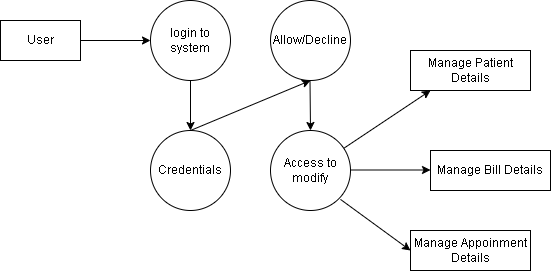 User
login to
system
Allow/Decline
Credentials
Access to
modify
Manage Patient
Details
Manage Bill Details
Manage Appoinment
Details